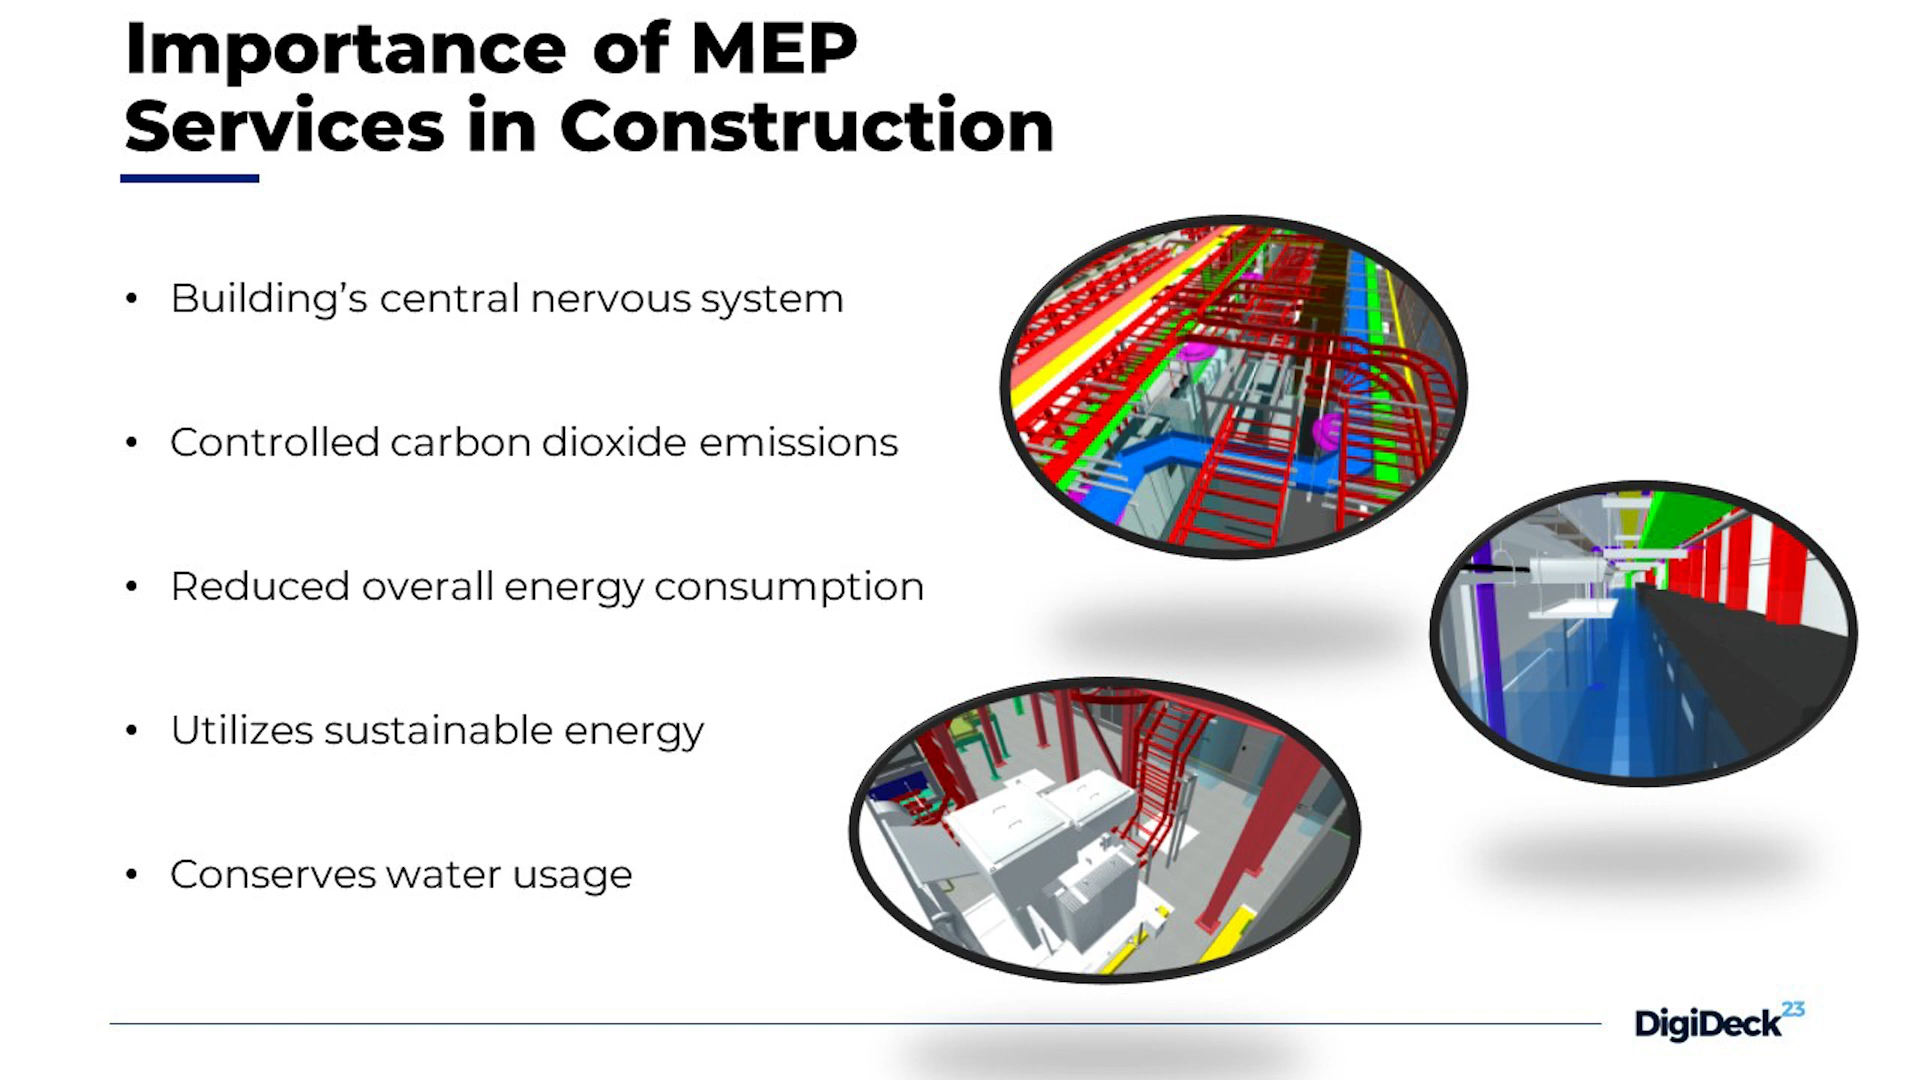 Importance of MEP
Services in Construction
• Building’s central nervous system
• Controlled carbon dioxide emissions
• Reduced overall energy consumption
• Utilizes sustainable energy
• Conserves water usage
DigiDeck23